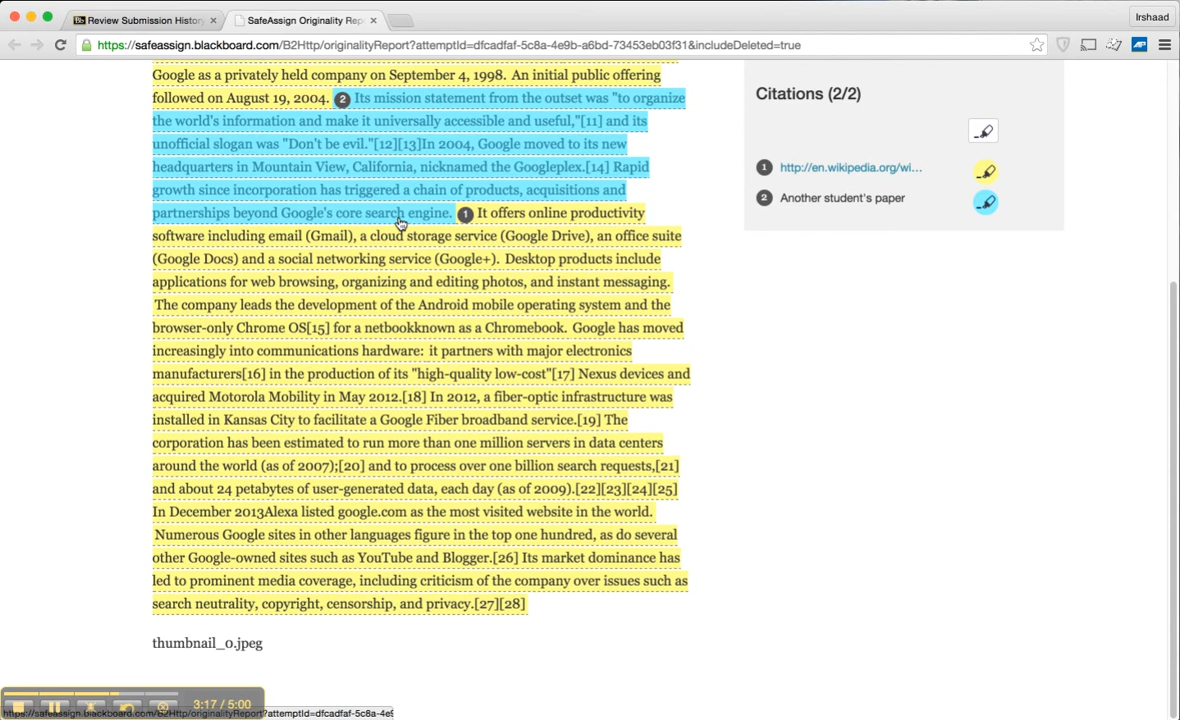 Review Submission History
SafeAssign Originality Rep
Irshaad
https://safeassign.blackboard.com/B2Http/originalityReport?attemptId=dfcadfaf-5c8a-4e9b-a6bd-73453eb03f31&includeDeleted=true
Google as a privately held company on September 4, 1998. An initial public offering
followed on August 19, 2004. 2 Its mission statement from the outset was "to organize
the world's information and make it universally accessible and useful,"[11] and its
unofficial slogan was "Don't be evil."[12][13]In 2004, Google moved to its new
headquarters in Mountain View, California, nicknamed the Googleplex.[14] Rapid
growth since incorporation has triggered a chain of products, acquisitions and
partnerships beyond Google's core search engine. 1 It offers online productivity
software including email (Gmail), a cloud storage service (Google Drive), an office suite
(Google Docs) and a social networking service (Google+). Desktop products include
applications for web browsing, organizing and editing photos, and instant messaging.
The company leads the development of the Android mobile operating system and the
browser-only Chrome OS[15] for a netbookknown as a Chromebook. Google has moved
increasingly into communications hardware: it partners with major electronics
manufacturers[16] in the production of its "high-quality low-cost"[17] Nexus devices and
acquired Motorola Mobility in May 2012.[18] In 2012, a fiber-optic infrastructure was
installed in Kansas City to facilitate a Google Fiber broadband service.[19] The
corporation has been estimated to run more than one million servers in data centers
around the world (as of 2007);[20] and to process over one billion search requests,[21]
and about 24 petabytes of user-generated data, each day (as of 2009).[22][23][24][25]
In December 2013Alexa listed google.com as the most visited website in the world.
Numerous Google sites in other languages figure in the top one hundred, as do several
other Google-owned sites such as YouTube and Blogger.[26] Its market dominance has
led to prominent media coverage, including criticism of the company over issues such as
search neutrality, copyright, censorship, and privacy.[27][28]
thumbnail_0.jpeg
Citations (2/2)
1 http://en.wikipedia.org/wi...
2 Another student's paper
3:17 / 5:00
https://safeassign.blackboard.com/B2Http/originalityReport?attemptId=dfcadfaf-5c8a-4e9